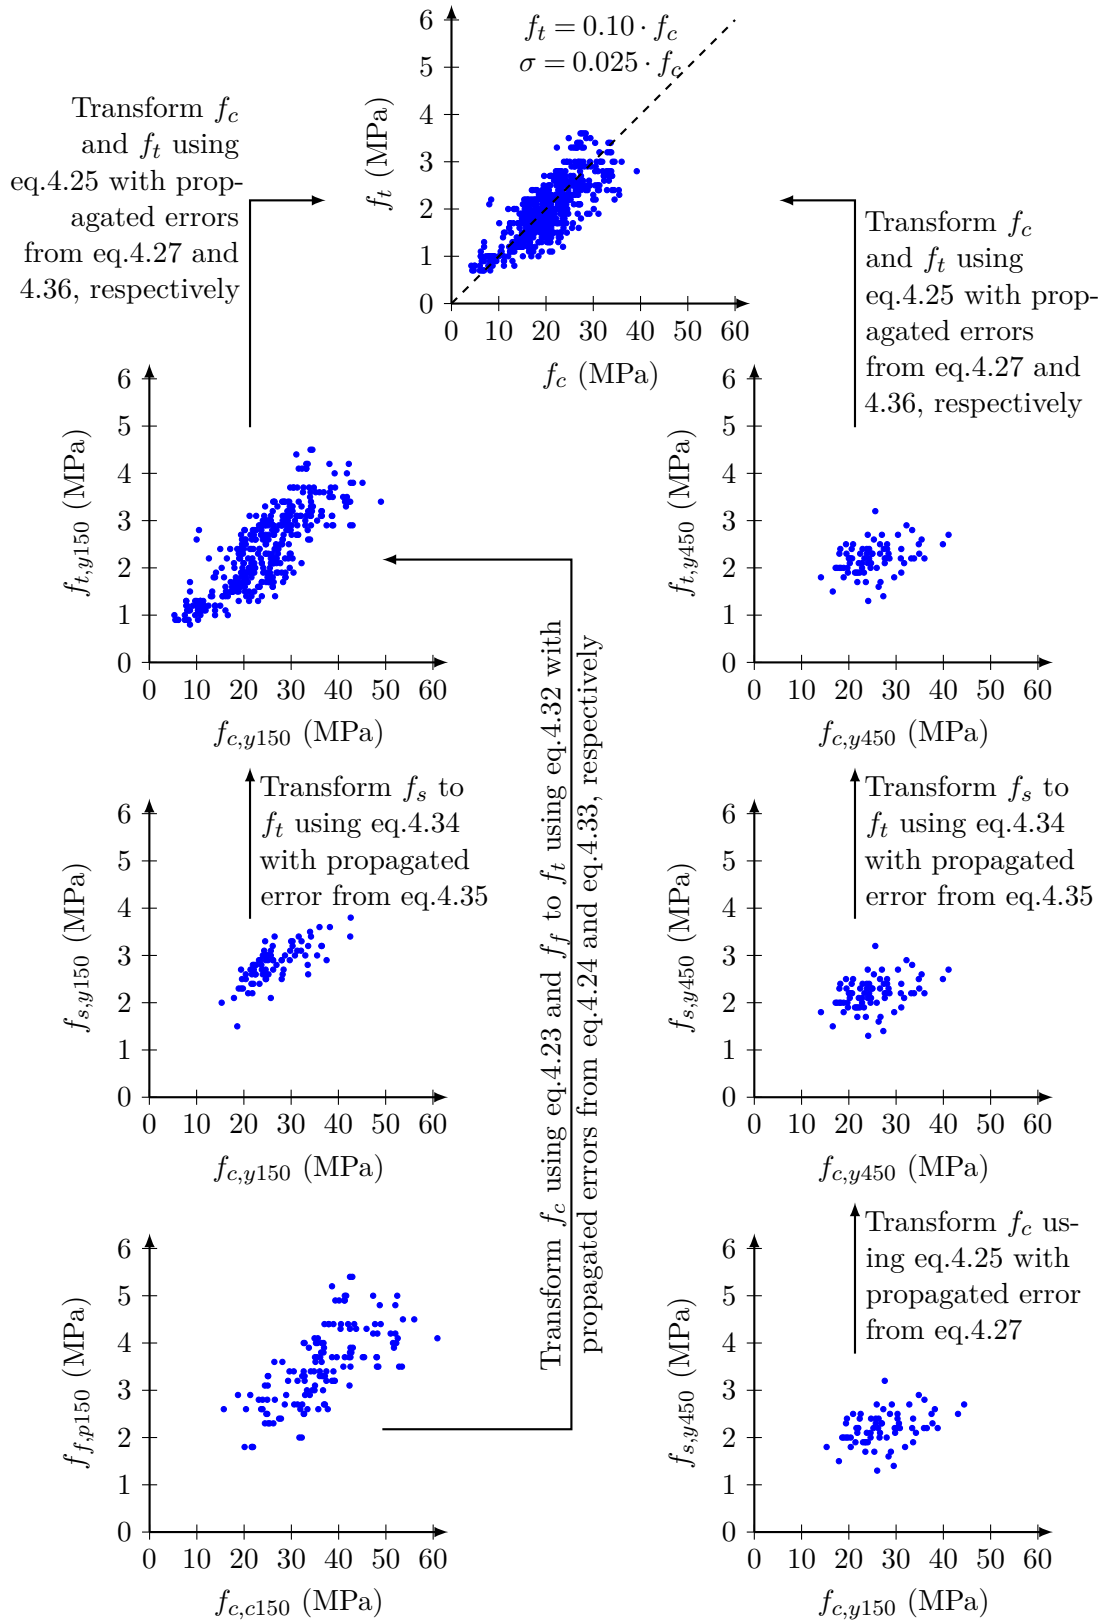 6
5
4
3
2
1
0
f_t (MPa)
f_t = 0.10 · f_c
σ = 0.025 · f_c
0 10 20 30 40 50 60
f_c (MPa)
Transform f_c
and f_t using
eq.4.25 with prop-
agated errors
from eq.4.27 and
4.36, respectively
Transform f_c
and f_t using
eq.4.25 with prop-
agated errors
from eq.4.27 and
4.36, respectively
6
5
4
3
2
1
0
f_{t,y150} (MPa)
0 10 20 30 40 50 60
f_{c,y150} (MPa)
6
5
4
3
2
1
0
f_{t,y450} (MPa)
0 10 20 30 40 50 60
f_{c,y450} (MPa)
Transform f_s to
f_t using eq.4.34
with propagated
error from eq.4.35
Transform f_c using eq.4.23 and f_f to f_t using eq.4.32 with
propagated errors from eq.4.24 and eq.4.33, respectively
Transform f_s to
f_t using eq.4.34
with propagated
error from eq.4.35
6
5
4
3
2
1
0
f_{s,y150} (MPa)
0 10 20 30 40 50 60
f_{c,y150} (MPa)
6
5
4
3
2
1
0
f_{s,y450} (MPa)
0 10 20 30 40 50 60
f_{c,y450} (MPa)
Transform f_c us-
ing eq.4.25 with
propagated error
from eq.4.27
6
5
4
3
2
1
0
f_{f,p150} (MPa)
0 10 20 30 40 50 60
f_{c,c150} (MPa)
6
5
4
3
2
1
0
f_{s,y450} (MPa)
0 10 20 30 40 50 60
f_{c,y150} (MPa)